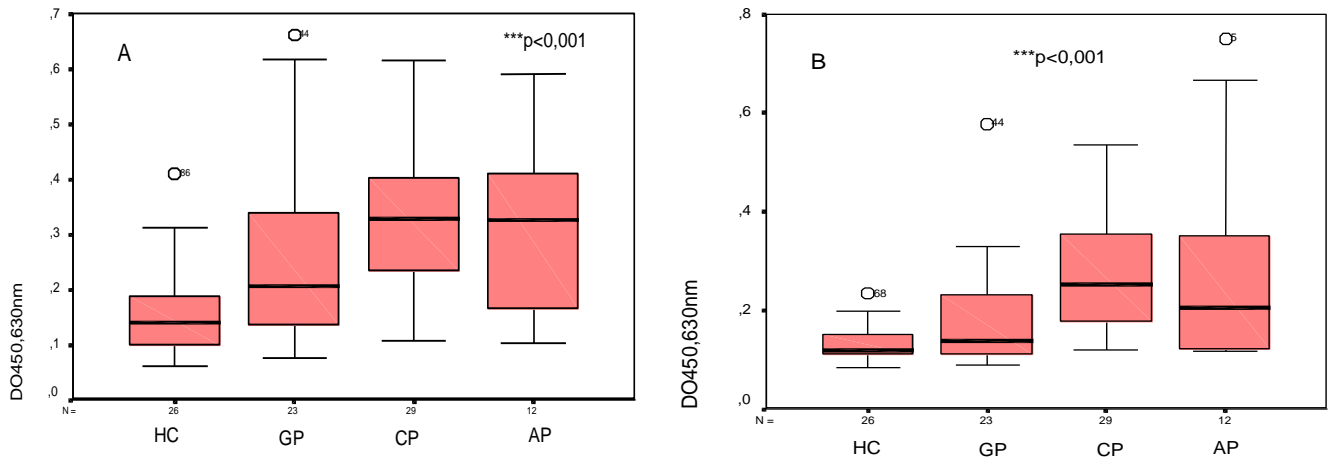 ,7
,6
,5
,4
,3
,2
,1
,0
DO450,630nm
A
***p<0,001
86
44
N =
26
23
29
12
HC
GP
CP
AP
,8
,6
,4
,2
,0
DO450,630nm
B
***p<0,001
68
44
5
N =
26
23
29
12
HC
GP
CP
AP